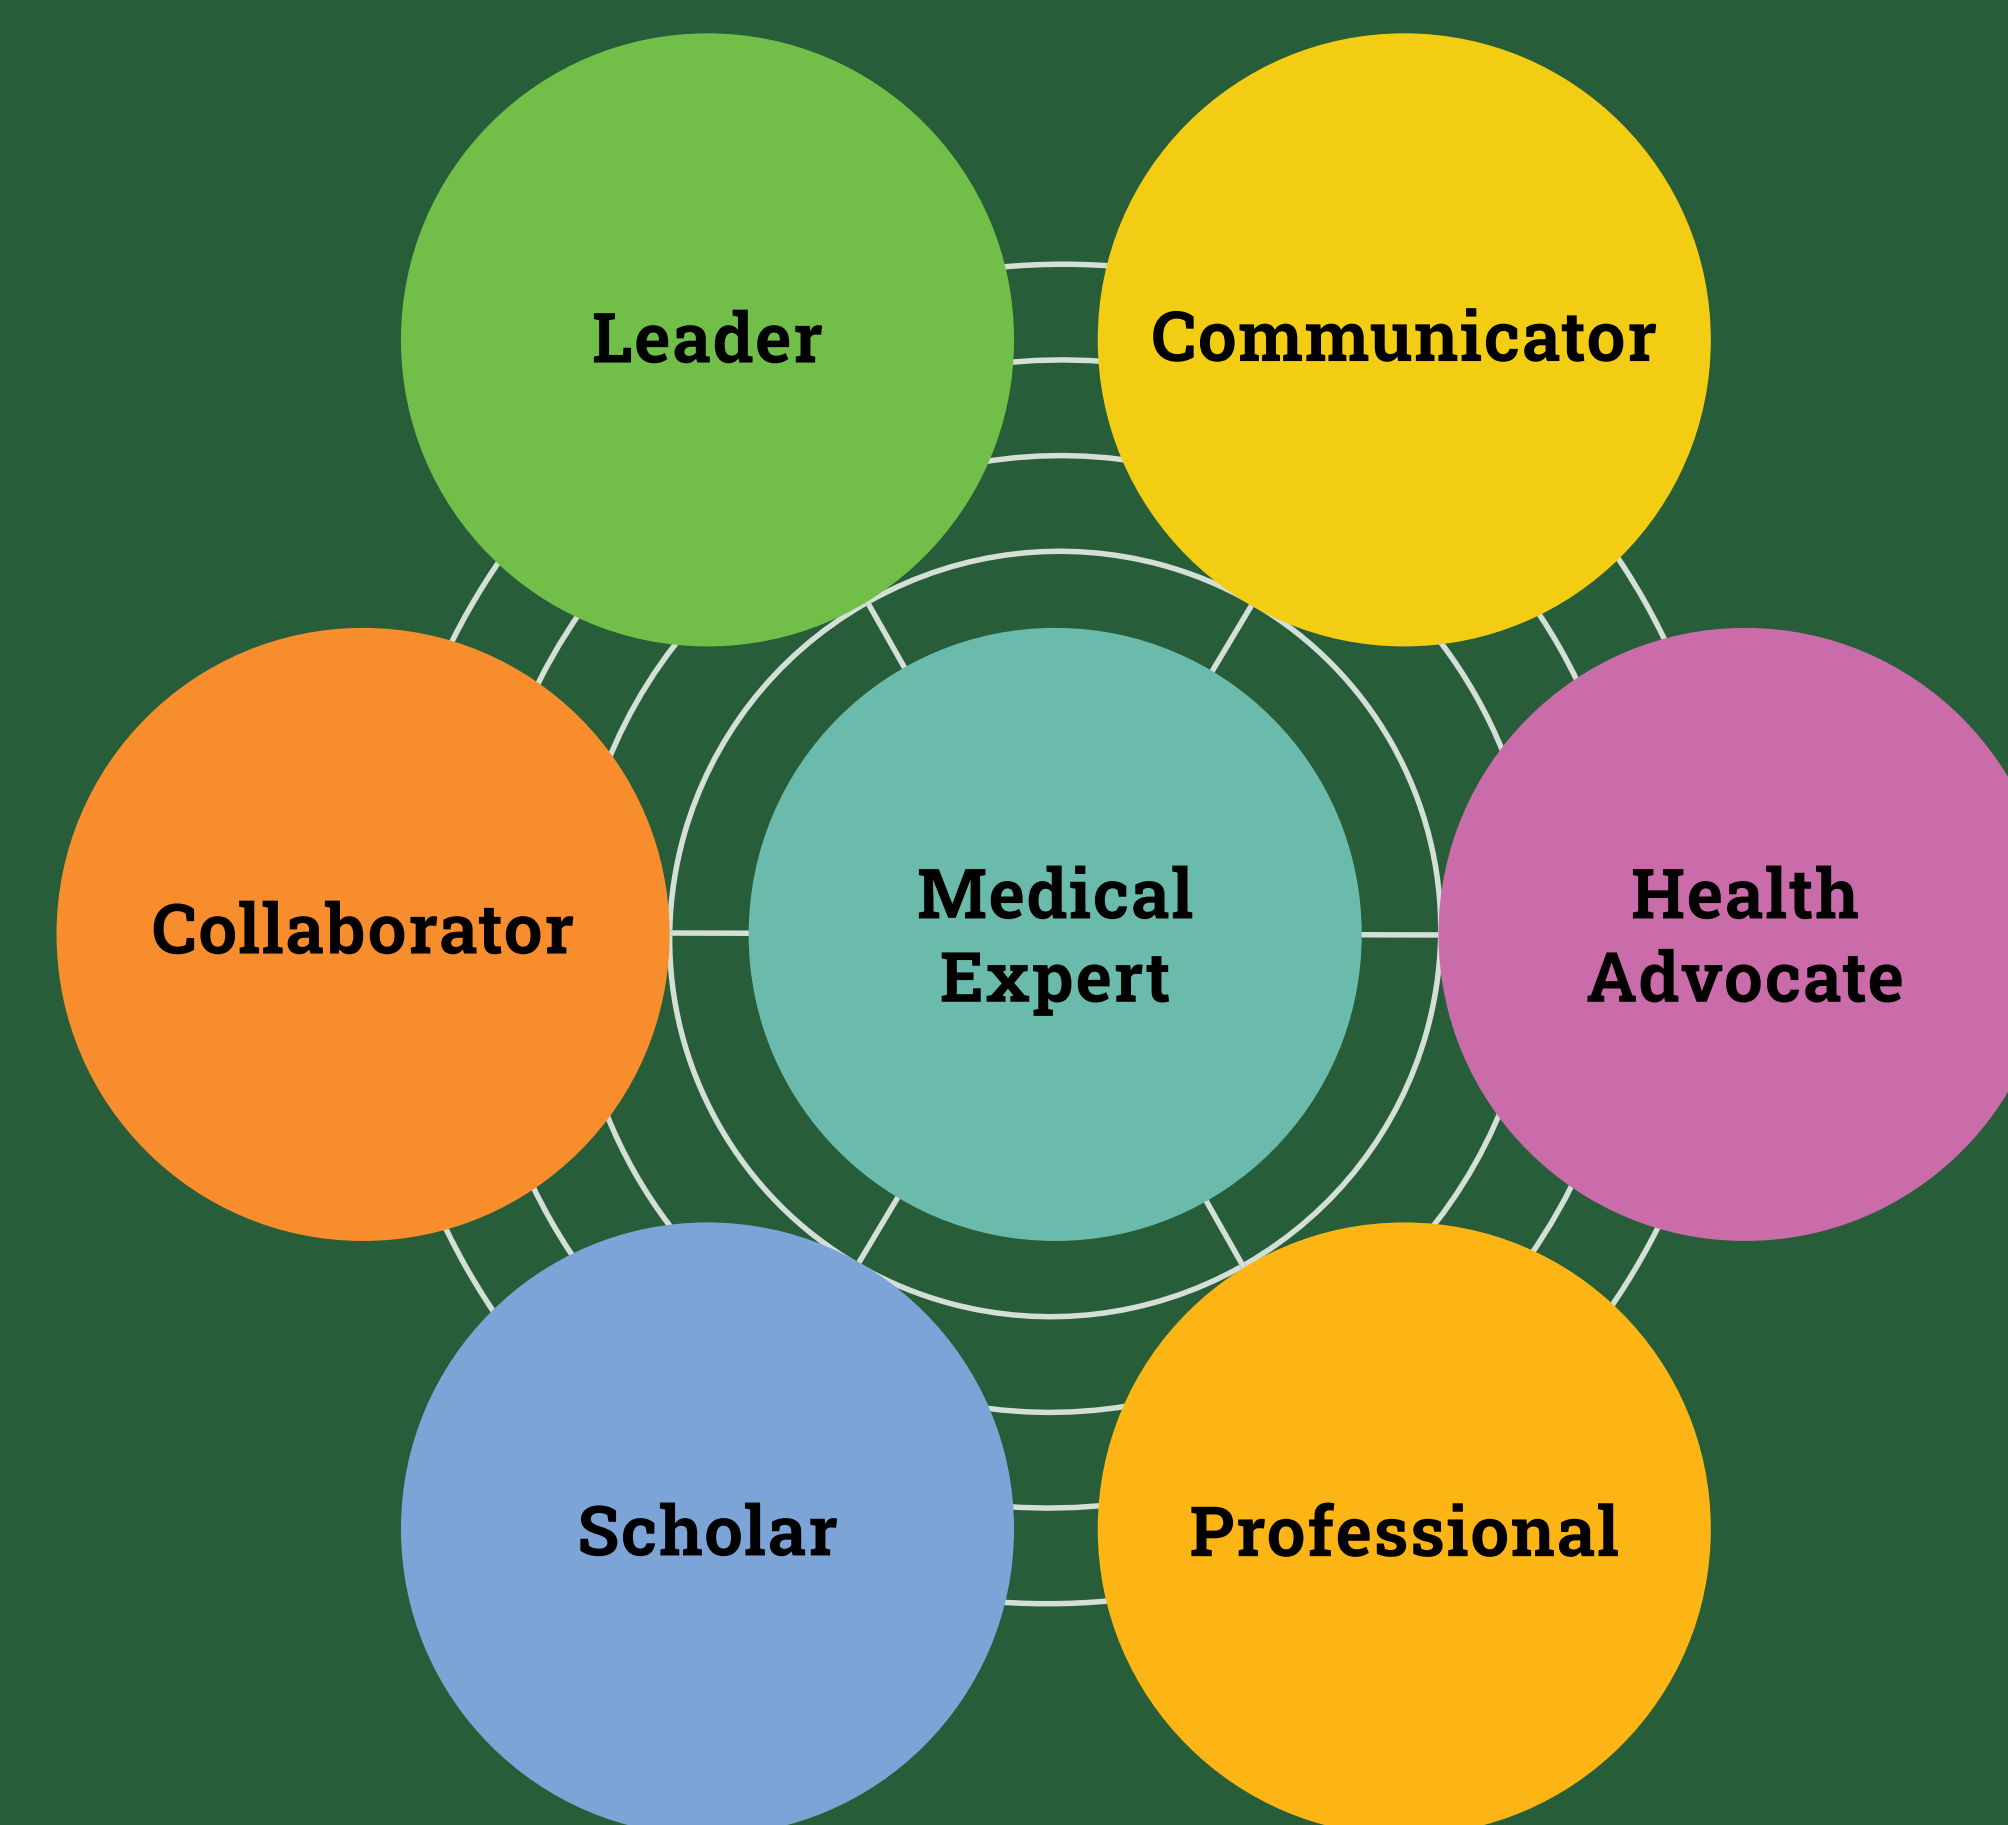 Leader
Communicator
Collaborator
Medical
Expert
Health
Advocate
Scholar
Professional